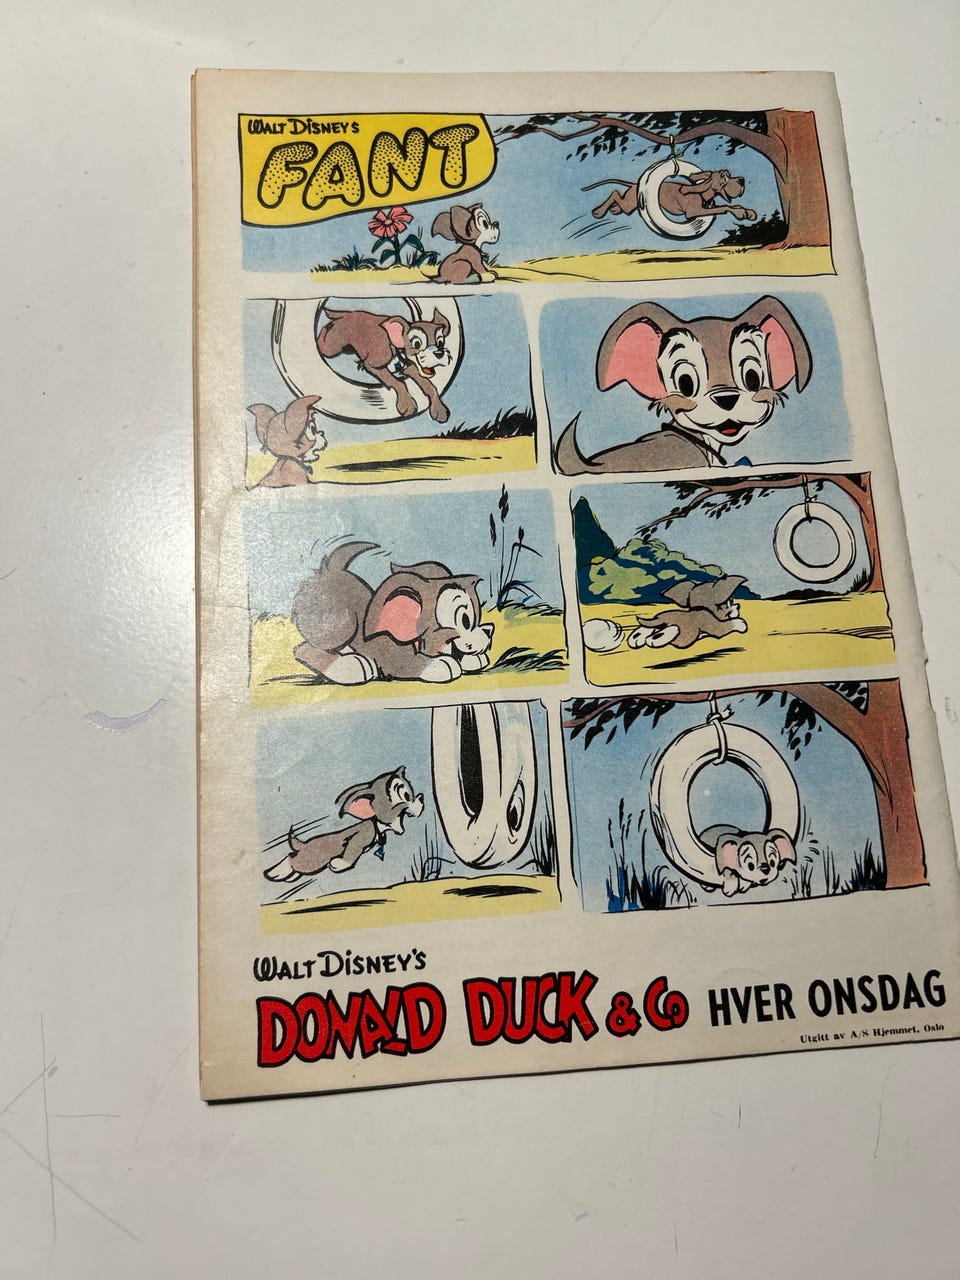 WALT DISNEY'S
FANT
WALT DISNEY'S
DONALD DUCK & Co HVER ONSDAG
Utgitt av A/S Hjemmet, Oslo